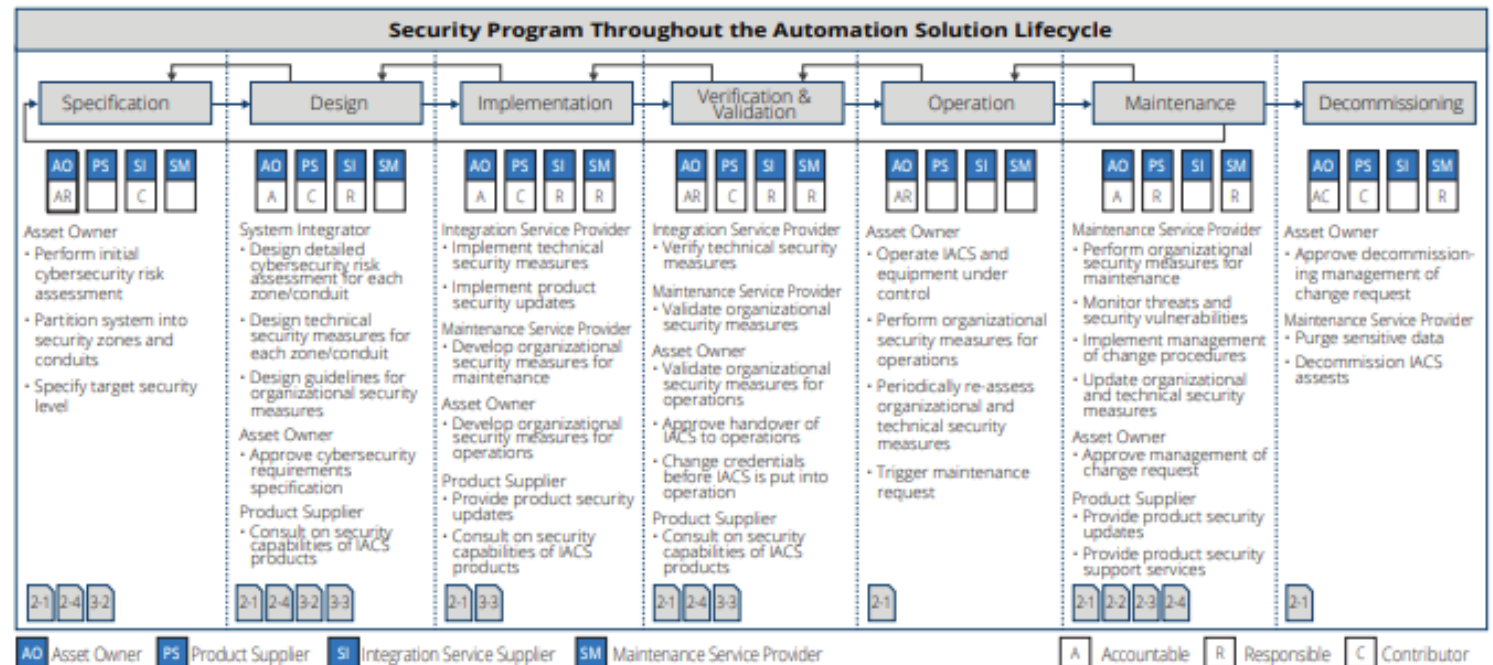 Security Program Throughout the Automation Solution Lifecycle
Specification
Design
Implementation
Verification &
Validation
Operation
Maintenance
Decommissioning
AO PS SI SM
AR C
Asset Owner
• Perform initial
cybersecurity risk
assessment
• Partition system into
security zones and
conduits
• Specify target security
level
2-1 2-4 3-2
AO PS SI SM
A C R
System Integrator
• Design detailed
cybersecurity risk
assessment for each
zone/conduit
• Design technical
security measures for
each zone/conduit
• Design guidelines for
organizational security
measures
Asset Owner
• Approve cybersecurity
requirements
specification
Product Supplier
• Consult on security
capabilities of IACS
products
2-1 2-4 3-2 3-3
AO PS SI SM
A C R R
Integration Service Provider
• Implement technical
security measures
• Implement product
security updates
Maintenance Service Provider
• Develop organizational
security measures for
maintenance
Asset Owner
• Develop organizational
security measures for
operations
Product Supplier
• Provide product security
updates
• Consult on security
capabilities of IACS
products
2-1 3-3
AO PS SI SM
AR C R R
Integration Service Provider
• Verify technical security
measures
Maintenance Service Provider
• Validate organizational
security measures
Asset Owner
• Validate organizational
security measures for
operations
• Approve handover of
IACS to operations
• Change credentials
before IACS is put into
operation
Product Supplier
• Consult on security
capabilities of IACS
products
2-1 2-4 3-3
AO PS SI SM
AR
Asset Owner
• Operate IACS and
equipment under
control
• Perform organizational
security measures for
operations
• Periodically re-assess
organizational and
technical security
measures
• Trigger maintenance
request
2-1
AO PS SI SM
A R R
Maintenance Service Provider
• Perform organizational
security measures for
maintenance
• Monitor threats and
security vulnerabilities
• Implement management
of change procedures
• Update organizational
and technical security
measures
Asset Owner
• Approve management of
change request
Product Supplier
• Provide product security
updates
• Provide product security
support services
2-1 2-2 2-3 2-4
AO PS SI SM
AC C R
Asset Owner
• Approve decommission-
ing management of
change request
Maintenance Service Provider
• Purge sensitive data
• Decommission IACS
assests
2-1
AO Asset Owner PS Product Supplier SI Integration Service Supplier SM Maintenance Service Provider A Accountable R Responsible C Contributor